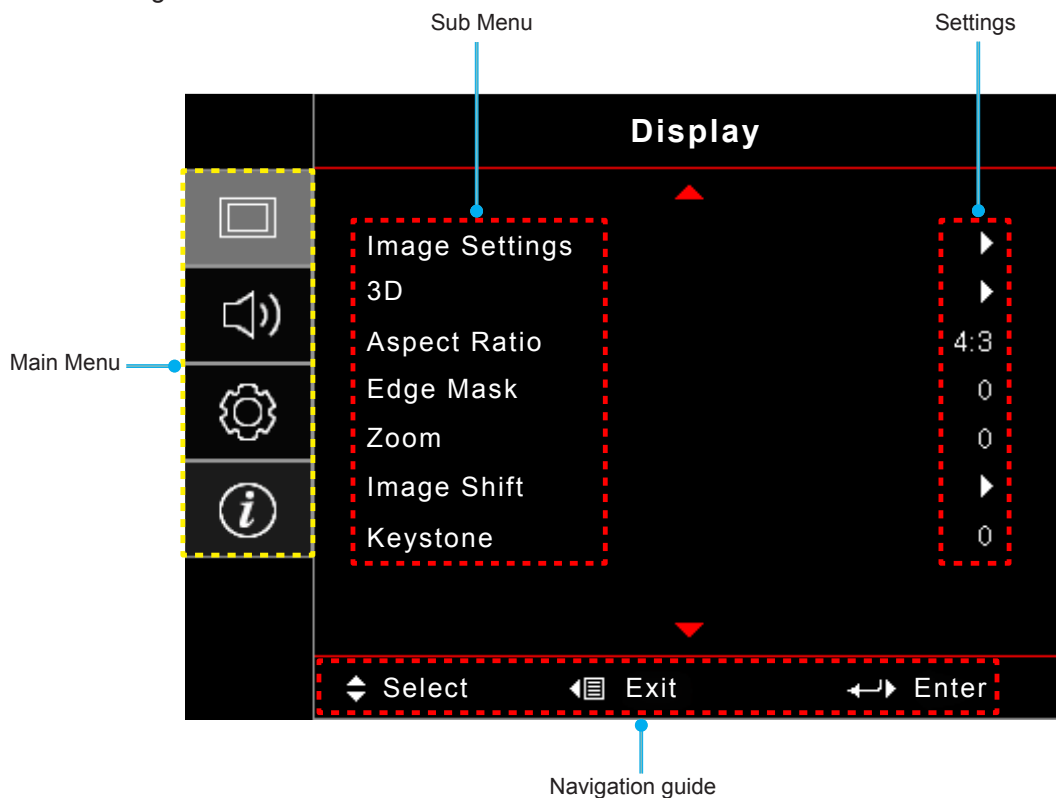 Sub Menu
Settings
Display
Image Settings
3D
Aspect Ratio 4:3
Edge Mask 0
Zoom 0
Image Shift
Keystone 0
Main Menu
i
Select Exit Enter
Navigation guide